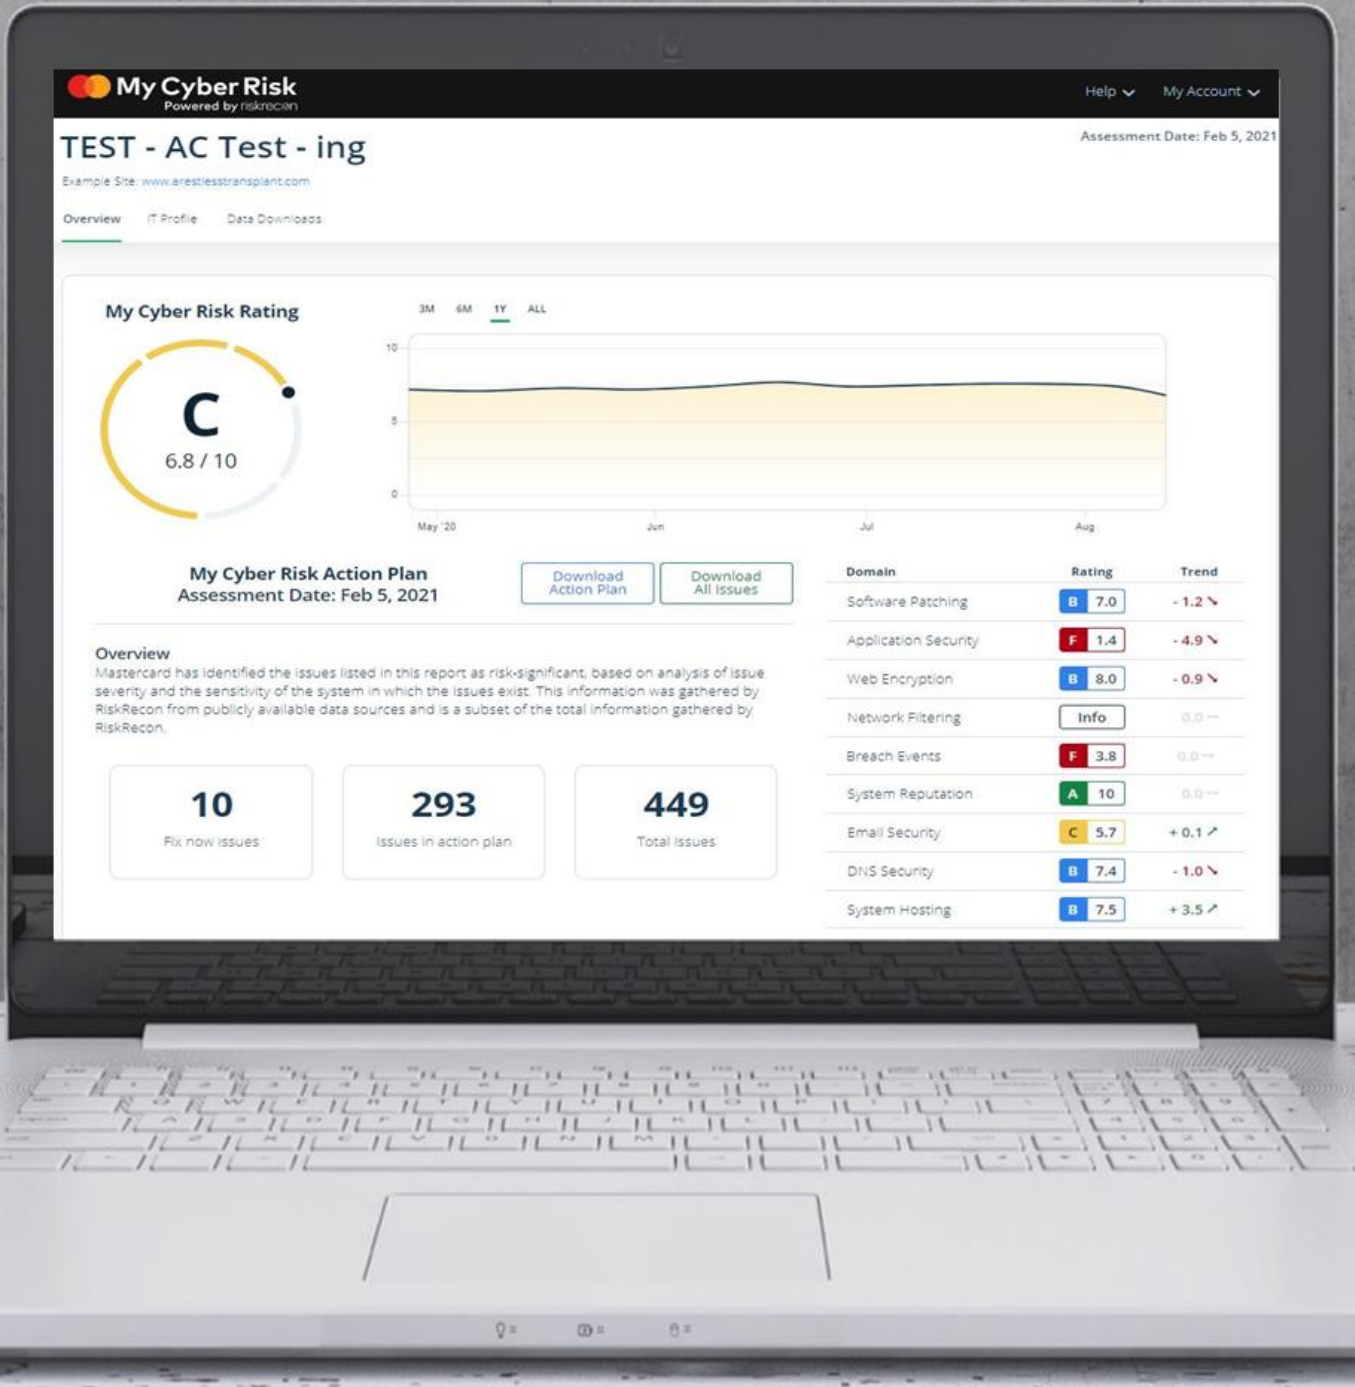 My Cyber Risk
Powered by riskrecon
Help
My Account
TEST - AC Test - ing
Assessment Date: Feb 5, 2021
Example Site: www.arestlesstransplant.com
Overview IT Profile Data Downloads
My Cyber Risk Rating
3M 6M 1Y ALL
C
6.8 / 10
10
5
0
May '20 Jun Jul Aug
My Cyber Risk Action Plan
Assessment Date: Feb 5, 2021
Download
Action Plan
Download
All Issues
Overview
Mastercard has identified the issues listed in this report as risk-significant, based on analysis of issue
severity and the sensitivity of the system in which the issues exist. This information was gathered by
RiskRecon from publicly available data sources and is a subset of the total information gathered by
RiskRecon.
10
Fix now issues
293
Issues in action plan
449
Total Issues
Domain Rating Trend
Software Patching B 7.0 - 1.2
Application Security F 1.4 - 4.9
Web Encryption B 8.0 - 0.9
Network Filtering Info 0.0
Breach Events F 3.8 0.0
System Reputation A 10 0.0
Email Security C 5.7 + 0.1
DNS Security B 7.4 - 1.0
System Hosting B 7.5 + 3.5